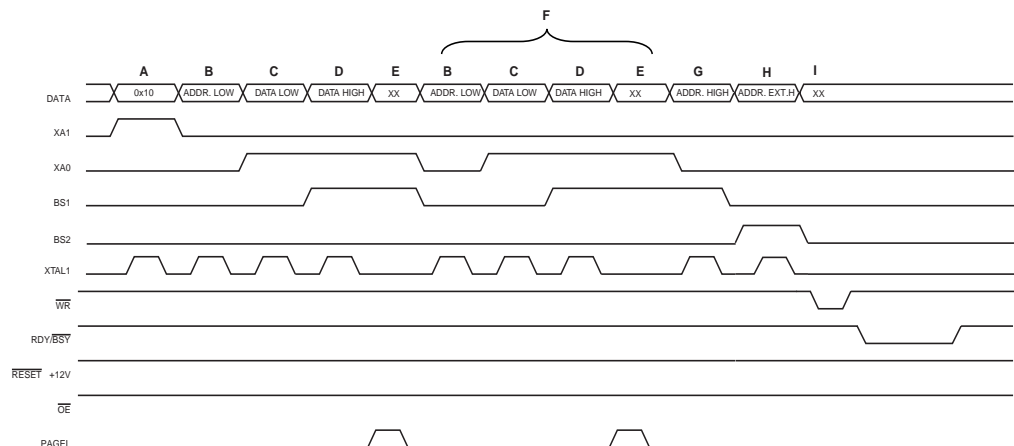 F
A B C D E B C D E G H I
DATA 0x10 ADDR. LOW DATA LOW DATA HIGH XX ADDR. LOW DATA LOW DATA HIGH XX ADDR. HIGH ADDR. EXT.H XX
XA1
XA0
BS1
BS2
XTAL1
WR
RDY/BSY
RESET +12V
OE
PAGEL